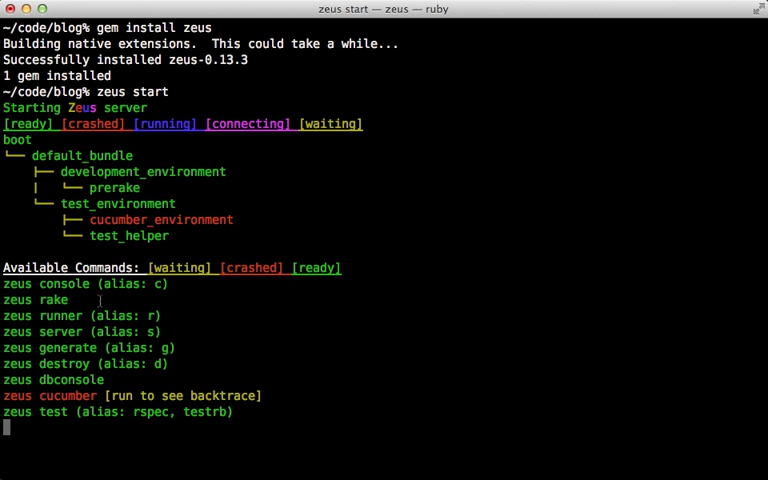 zeus start — zeus — ruby
~/code/blog% gem install zeus
Building native extensions.  This could take a while...
Successfully installed zeus-0.13.3
1 gem installed
~/code/blog% zeus start
Starting Zeus server
[ready] [crashed] [running] [connecting] [waiting]
boot
└── default_bundle
    ├── development_environment
    |   └── prerake
    └── test_environment
        ├── cucumber_environment
        └── test_helper
Available Commands: [waiting] [crashed] [ready]
zeus console (alias: c)
zeus rake
zeus runner (alias: r)
zeus server (alias: s)
zeus generate (alias: g)
zeus destroy (alias: d)
zeus dbconsole
zeus cucumber [run to see backtrace]
zeus test (alias: rspec, testrb)